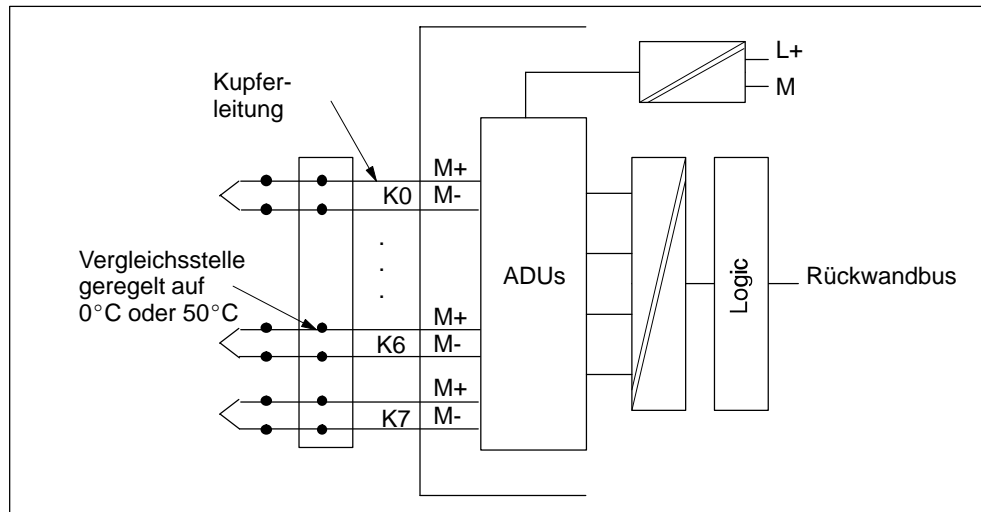 L+
M
Kupfer-
leitung
M+
K0
M-
.
.
.
.
Vergleichsstelle
geregelt auf
0°C oder 50°C
ADUs
Logic
Rückwandbus
M+
K6
M-
M+
K7
M-